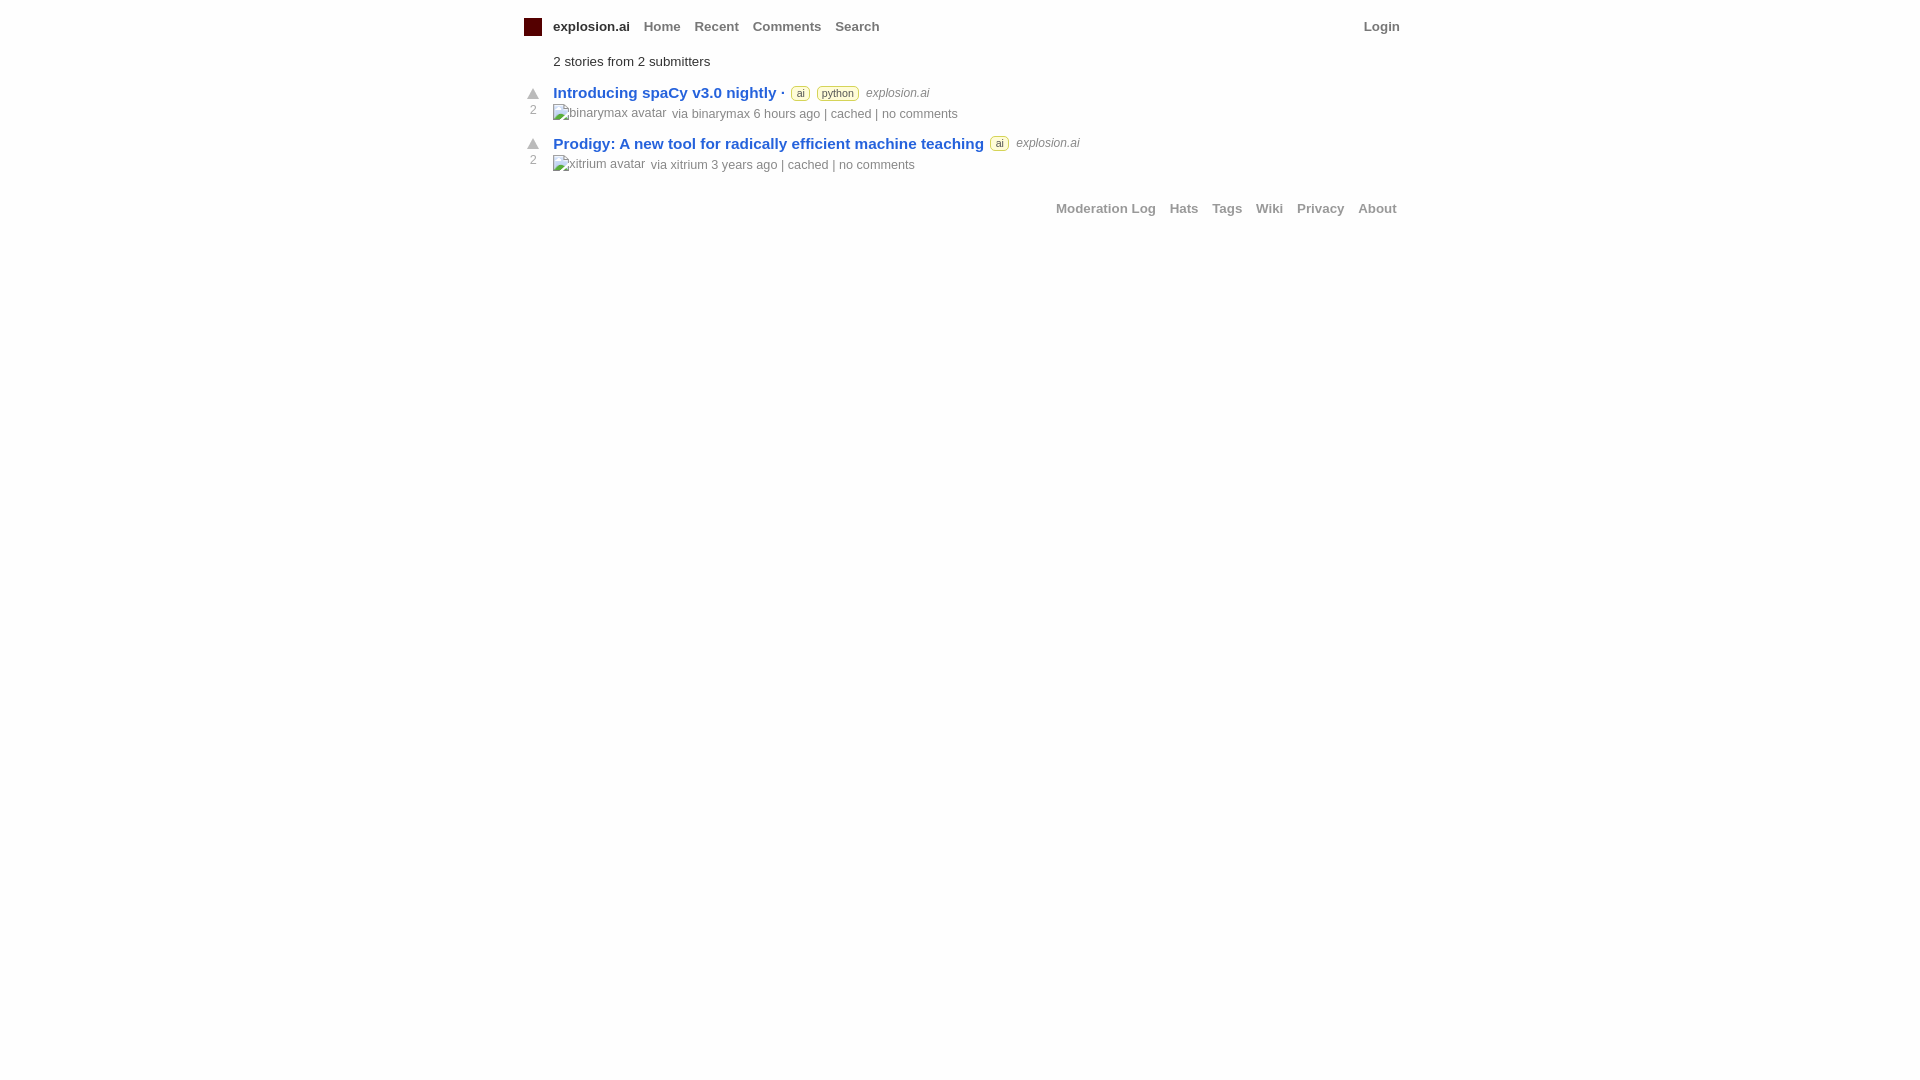 explosion.ai Home Recent Comments Search Login
2 stories from 2 submitters
Introducing spaCy v3.0 nightly · ai python explosion.ai
2 binarymax avatar via binarymax 6 hours ago | cached | no comments
Prodigy: A new tool for radically efficient machine teaching ai explosion.ai
2 xitrium avatar via xitrium 3 years ago | cached | no comments
Moderation Log Hats Tags Wiki Privacy About